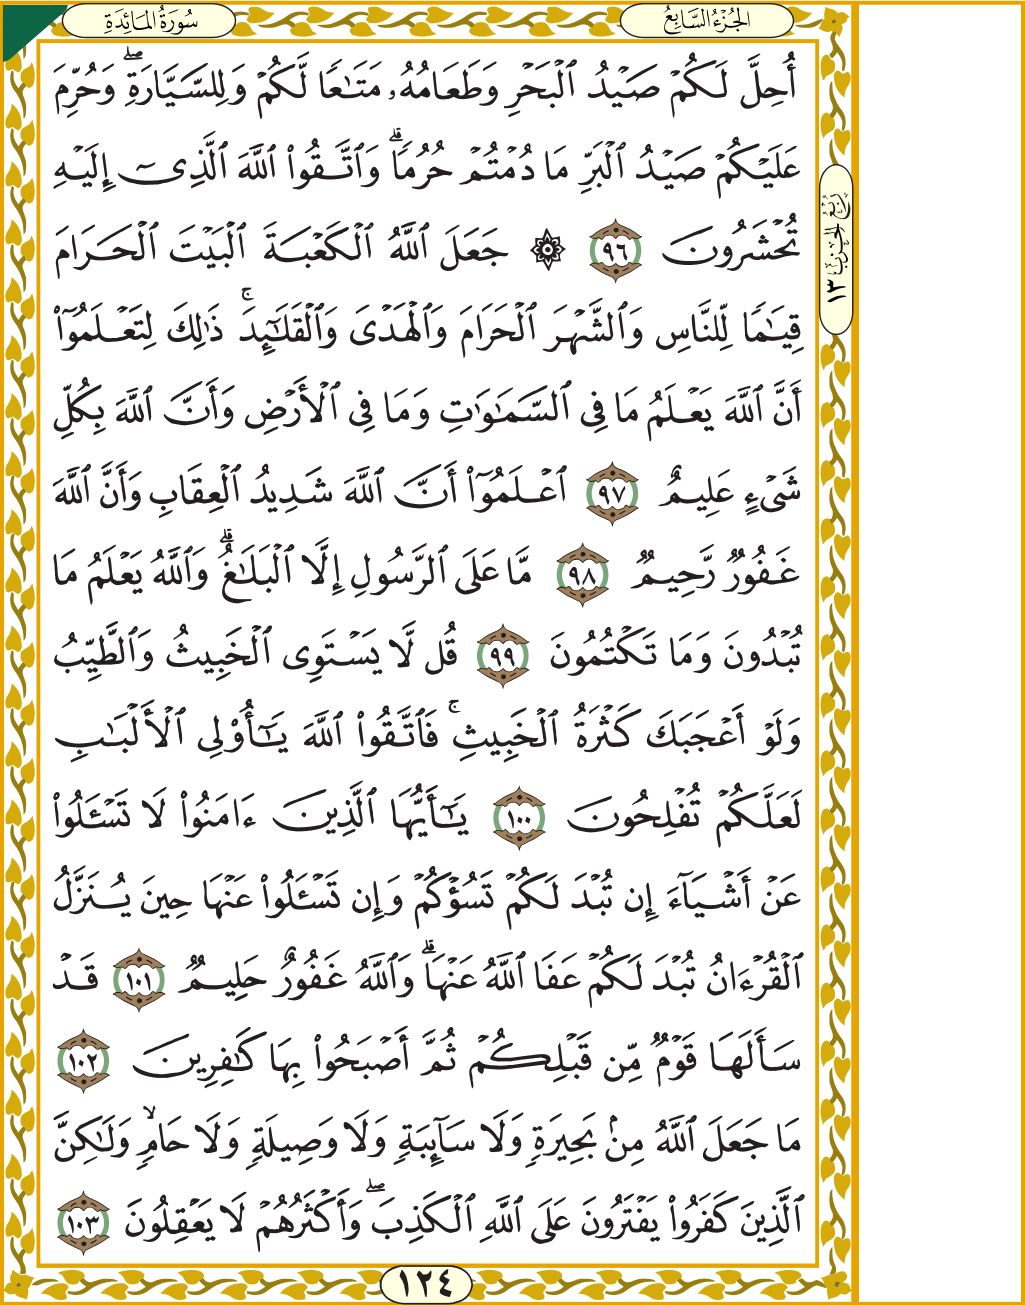 الجُزْءُ السَّابِعُ
سُورَةُ المَائِدَةِ
أُحِلَّ لَكُمْ صَيْدُ ٱلْبَحْرِ وَطَعَامُهُۥ مَتَٰعًا لَّكُمْ وَلِلسَّيَّارَةِۖ وَحُرِّمَ
عَلَيْكُمْ صَيْدُ ٱلْبَرِّ مَا دُمْتُمْ حُرُمًاۗ وَٱتَّقُوا۟ ٱللَّهَ ٱلَّذِىٓ إِلَيْهِ
تُحْشَرُونَ ٩٦ ۞ جَعَلَ ٱللَّهُ ٱلْكَعْبَةَ ٱلْبَيْتَ ٱلْحَرَامَ
قِيَٰمًا لِّلنَّاسِ وَٱلشَّهْرَ ٱلْحَرَامَ وَٱلْهَدْىَ وَٱلْقَلَٰٓئِدَۚ ذَٰلِكَ لِتَعْلَمُوٓا۟
أَنَّ ٱللَّهَ يَعْلَمُ مَا فِى ٱلسَّمَٰوَٰتِ وَمَا فِى ٱلْأَرْضِ وَأَنَّ ٱللَّهَ بِكُلِّ
شَىْءٍ عَلِيمٌ ٩٧ ٱعْلَمُوٓا۟ أَنَّ ٱللَّهَ شَدِيدُ ٱلْعِقَابِ وَأَنَّ ٱللَّهَ
غَفُورٌ رَّحِيمٌ ٩٨ مَّا عَلَى ٱلرَّسُولِ إِلَّا ٱلْبَلَٰغُۗ وَٱللَّهُ يَعْلَمُ مَا
تُبْدُونَ وَمَا تَكْتُمُونَ ٩٩ قُل لَّا يَسْتَوِى ٱلْخَبِيثُ وَٱلطَّيِّبُ
وَلَوْ أَعْجَبَكَ كَثْرَةُ ٱلْخَبِيثِۚ فَٱتَّقُوا۟ ٱللَّهَ يَٰٓأُو۟لِى ٱلْأَلْبَٰبِ
لَعَلَّكُمْ تُفْلِحُونَ ١٠٠ يَٰٓأَيُّهَا ٱلَّذِينَ ءَامَنُوا۟ لَا تَسْـَٔلُوا۟
عَنْ أَشْيَآءَ إِن تُبْدَ لَكُمْ تَسُؤْكُمْ وَإِن تَسْـَٔلُوا۟ عَنْهَا حِينَ يُنَزَّلُ
ٱلْقُرْءَانُ تُبْدَ لَكُمْ عَفَا ٱللَّهُ عَنْهَاۗ وَٱللَّهُ غَفُورٌ حَلِيمٌ ١٠١ قَدْ
سَأَلَهَا قَوْمٌ مِّن قَبْلِكُمْ ثُمَّ أَصْبَحُوا۟ بِهَا كَٰفِرِينَ ١٠٢
مَا جَعَلَ ٱللَّهُ مِنۢ بَحِيرَةٍ وَلَا سَآئِبَةٍ وَلَا وَصِيلَةٍ وَلَا حَامٍۙ وَلَٰكِنَّ
ٱلَّذِينَ كَفَرُوا۟ يَفْتَرُونَ عَلَى ٱللَّهِ ٱلْكَذِبَۖ وَأَكْثَرُهُمْ لَا يَعْقِلُونَ ١٠٣
رُبْعُ الحِزْبِ ١٣
١٢٤